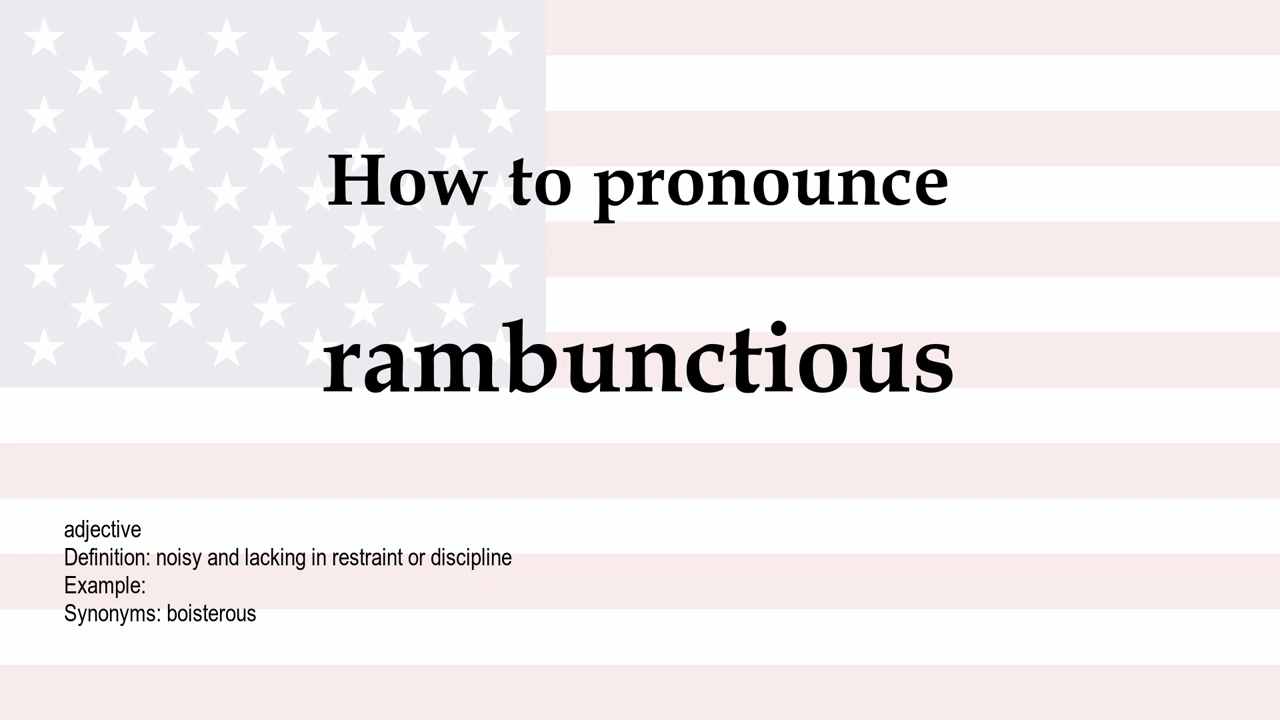 How to pronounce
rambunctious
adjective
Definition: noisy and lacking in restraint or discipline
Example:
Synonyms: boisterous